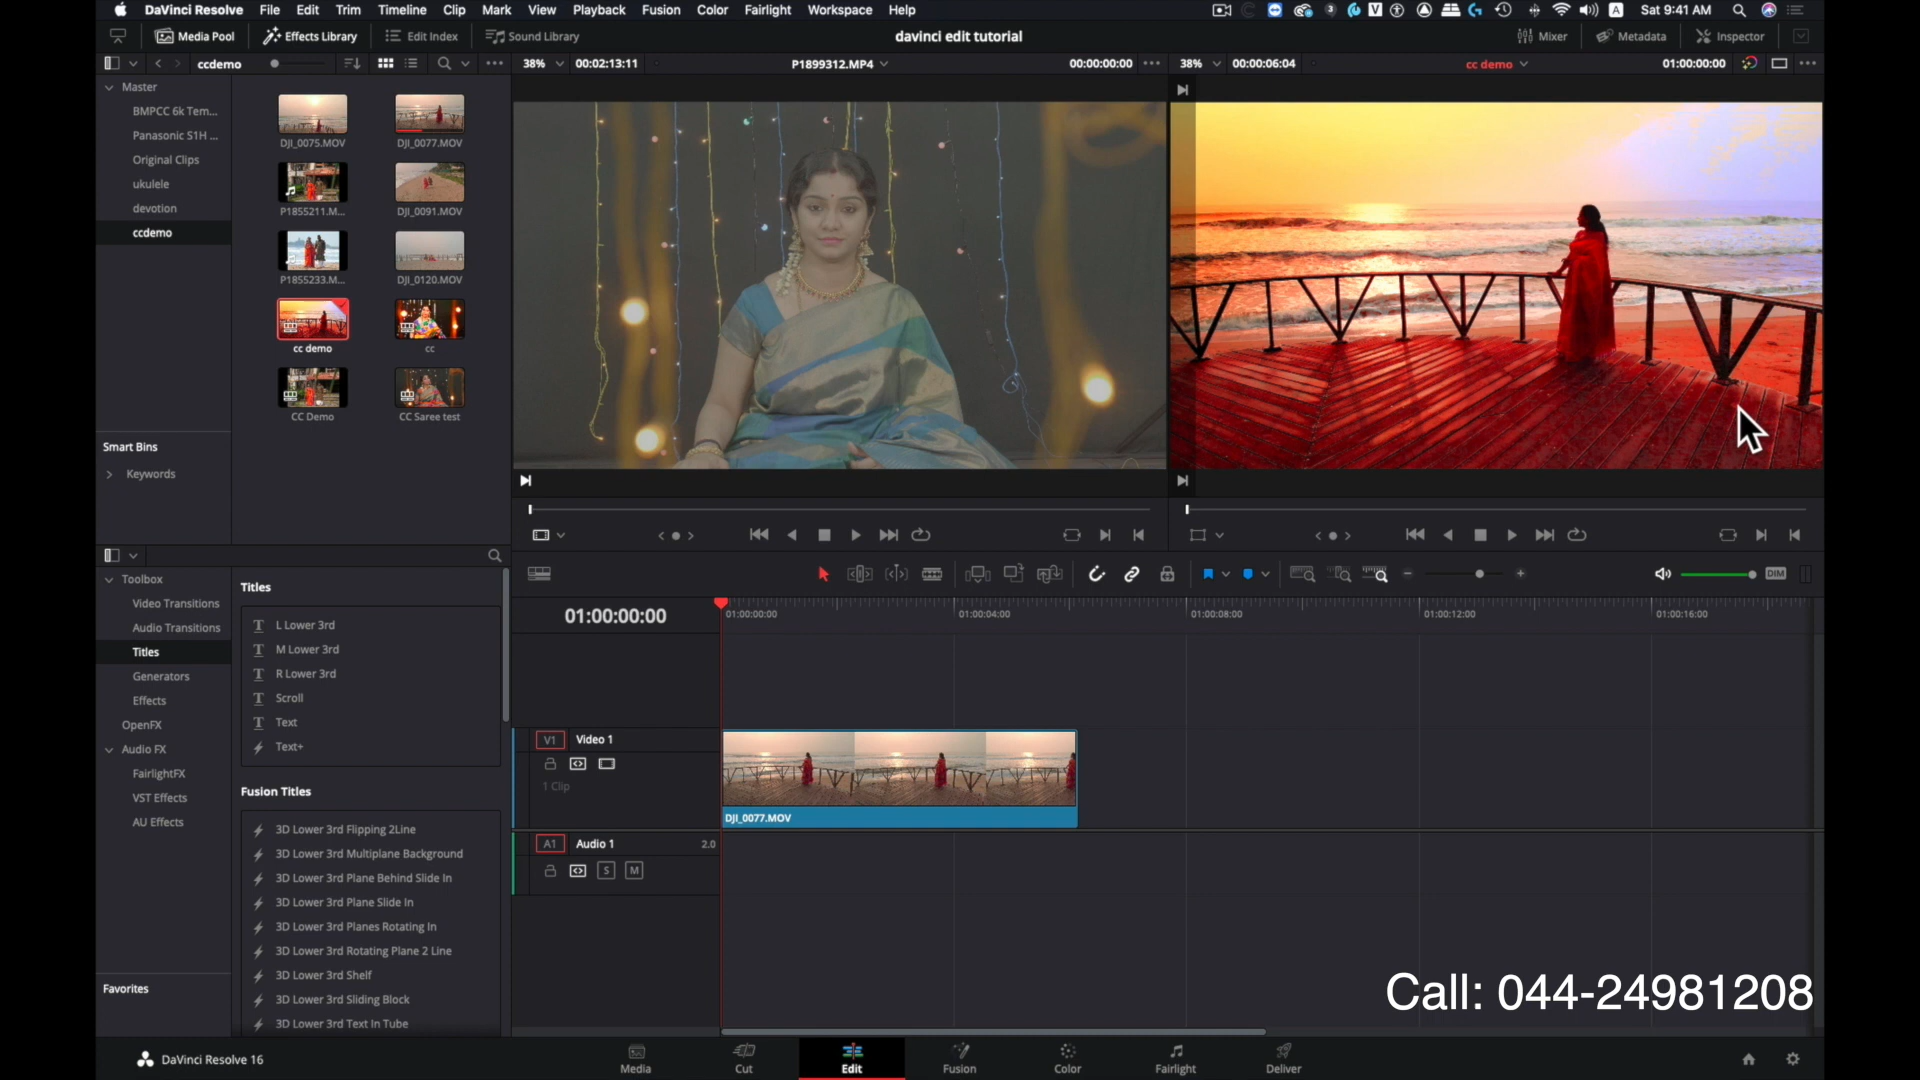 DaVinci Resolve File Edit Trim Timeline Clip Mark View Playback Fusion Color Fairlight Workspace Help Sat 9:41 AM
Media Pool Effects Library Edit Index Sound Library davinci edit tutorial Mixer Metadata Inspector
ccdemo 38% 00:02:13:11 P1899312.MP4 00:00:00:00 38% 00:00:06:04 cc demo 01:00:00:00
Master
BMPCC 6k Tem...
Panasonic S1H ...
Original Clips
ukulele
devotion
ccdemo
DJI_0075.MOV DJI_0077.MOV
P1855211.M... DJI_0091.MOV
P1855233.M... DJI_0120.MOV
cc demo cc
CC Demo CC Saree test
Smart Bins
Keywords
Toolbox
Video Transitions
Audio Transitions
Titles
Generators
Effects
OpenFX
Audio FX
FairlightFX
VST Effects
AU Effects
Favorites
Titles
L Lower 3rd
M Lower 3rd
R Lower 3rd
Scroll
Text
Text+
Fusion Titles
3D Lower 3rd Flipping 2Line
3D Lower 3rd Multiplane Background
3D Lower 3rd Plane Behind Slide In
3D Lower 3rd Plane Slide In
3D Lower 3rd Planes Rotating In
3D Lower 3rd Rotating Plane 2 Line
3D Lower 3rd Shelf
3D Lower 3rd Sliding Block
3D Lower 3rd Text In Tube
DIM
01:00:00:00 01:00:00:00 01:00:04:00 01:00:08:00 01:00:12:00 01:00:16:00
V1 Video 1
1 Clip
DJI_0077.MOV
A1 Audio 1 2.0
S M
Call: 044-24981208
DaVinci Resolve 16 Media Cut Edit Fusion Color Fairlight Deliver